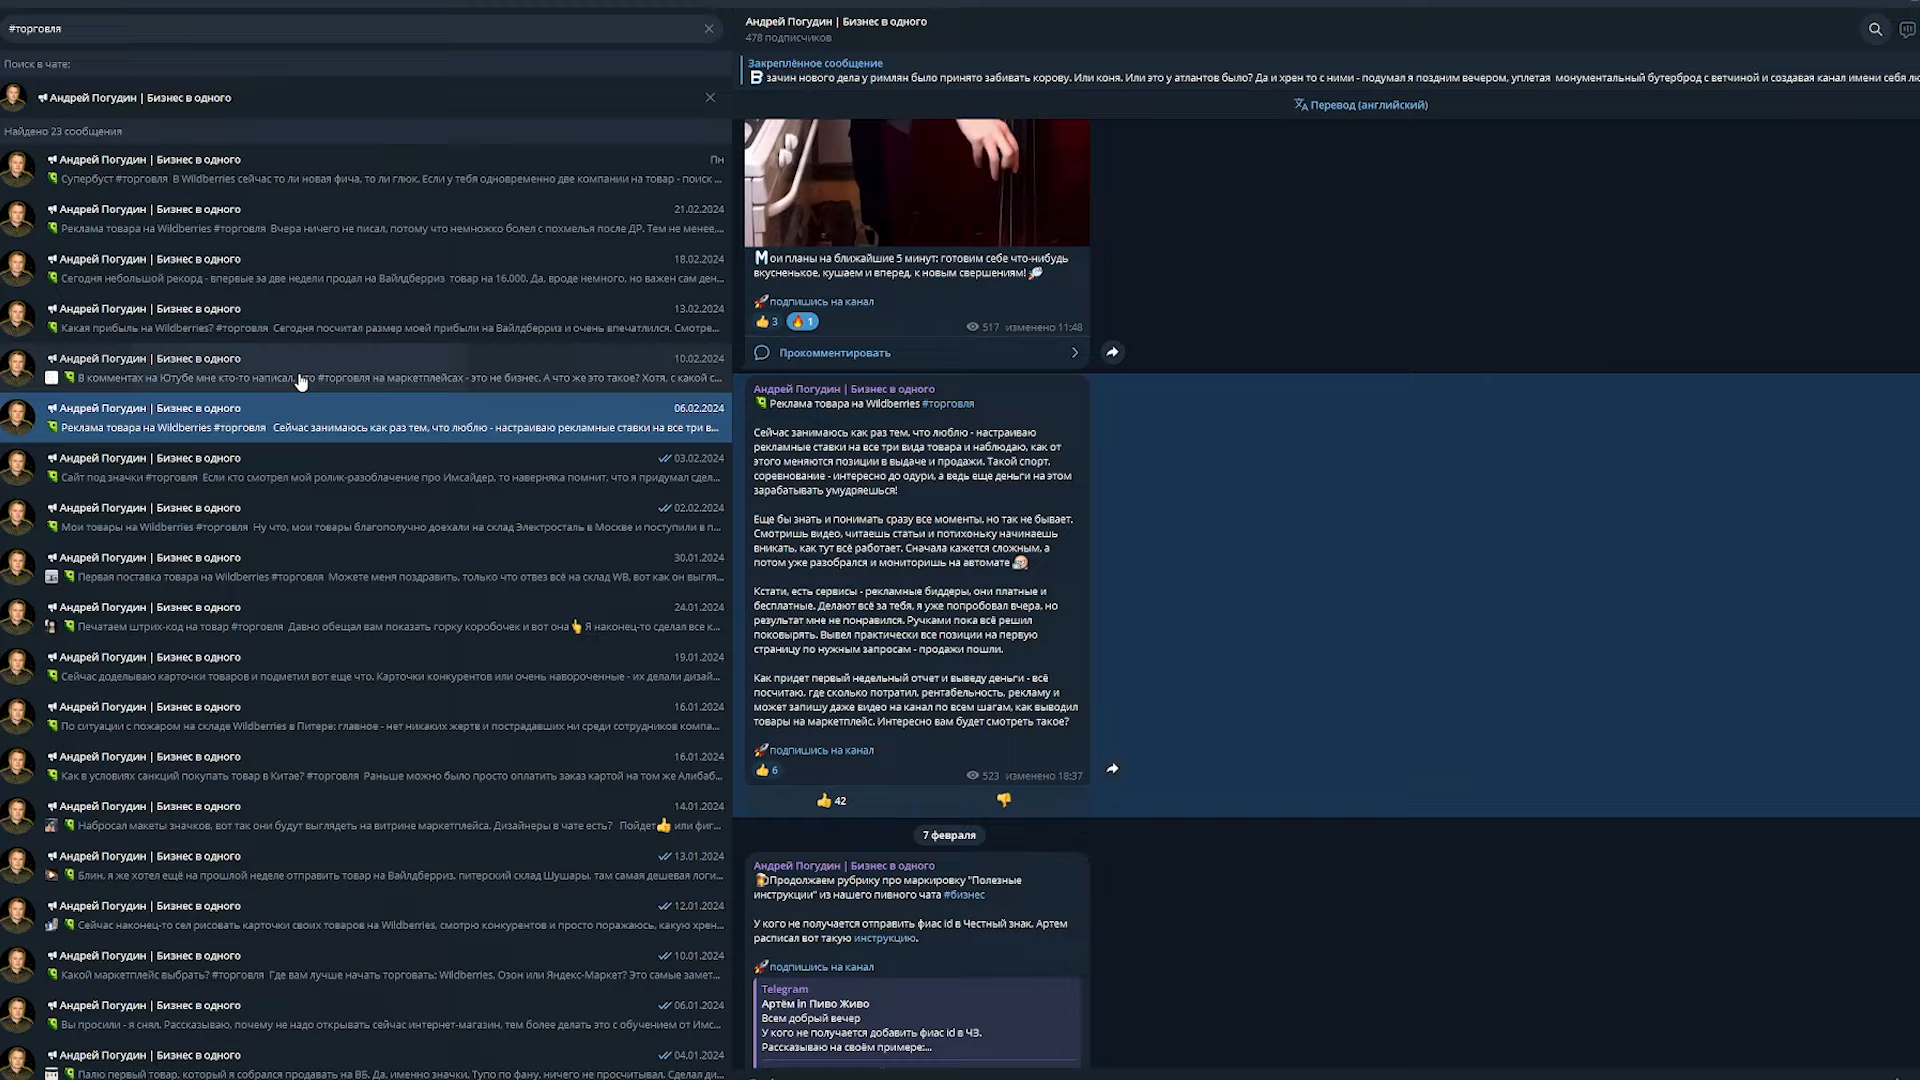 #торговля
Поиск в чате:
Андрей Погудин | Бизнес в одного
Найдено 23 сообщения
Андрей Погудин | Бизнес в одного Пн
Супербуст #торговля В Wildberries сейчас то ли новая фича, то ли глюк. Если у тебя одновременно две компании на товар - поиск ...
Андрей Погудин | Бизнес в одного 21.02.2024
Реклама товара на Wildberries #торговля Вчера ничего не писал, потому что немножко болел с похмелья после ДР. Тем не менее,...
Андрей Погудин | Бизнес в одного 18.02.2024
Сегодня небольшой рекорд - впервые за две недели продал на Вайлдберриз товар на 16.000. Да, вроде немного, но важен сам ден...
Андрей Погудин | Бизнес в одного 13.02.2024
Какая прибыль на Wildberries? #торговля Сегодня посчитал размер моей прибыли на Вайлдберриз и очень впечатлился. Смотре...
Андрей Погудин | Бизнес в одного 10.02.2024
В комментах на Ютубе мне кто-то написал, что #торговля на маркетплейсах - это не бизнес. А что же это такое? Хотя, с какой с...
Андрей Погудин | Бизнес в одного 06.02.2024
Реклама товара на Wildberries #торговля Сейчас занимаюсь как раз тем, что люблю - настраиваю рекламные ставки на все три в...
Андрей Погудин | Бизнес в одного 03.02.2024
Сайт под значки #торговля Если кто смотрел мой ролик-разоблачение про Имсайдер, то наверняка помнит, что я придумал сдел...
Андрей Погудин | Бизнес в одного 02.02.2024
Мои товары на Wildberries #торговля Ну что, мои товары благополучно доехали на склад Электросталь в Москве и поступили в п...
Андрей Погудин | Бизнес в одного 30.01.2024
Первая поставка товара на Wildberries #торговля Можете меня поздравить, только что отвез всё на склад WB, вот как он выгля...
Андрей Погудин | Бизнес в одного 24.01.2024
Печатаем штрих-код на товар #торговля Давно обещал вам показать горку коробочек и вот она Я наконец-то сделал все к...
Андрей Погудин | Бизнес в одного 19.01.2024
Сейчас доделываю карточки товаров и подметил вот еще что. Карточки конкурентов или очень навороченные - их делали дизай...
Андрей Погудин | Бизнес в одного 16.01.2024
По ситуации с пожаром на складе Wildberries в Питере: главное - нет никаких жертв и пострадавших ни среди сотрудников компа...
Андрей Погудин | Бизнес в одного 16.01.2024
Как в условиях санкций покупать товар в Китае? #торговля Раньше можно было просто оплатить заказ картой на том же Алибаб...
Андрей Погудин | Бизнес в одного 14.01.2024
Набросал макеты значков, вот так они будут выглядеть на витрине маркетплейса. Дизайнеры в чате есть? Пойдет или фиг...
Андрей Погудин | Бизнес в одного 13.01.2024
Блин, я же хотел ещё на прошлой неделе отправить товар на Вайлдберриз, питерский склад Шушары, там самая дешевая логи...
Андрей Погудин | Бизнес в одного 12.01.2024
Сейчас наконец-то сел рисовать карточки своих товаров на Wildberries, смотрю конкурентов и просто поражаюсь, какую хрен...
Андрей Погудин | Бизнес в одного 10.01.2024
Какой маркетплейс выбрать? #торговля Где вам лучше начать торговать: Wildberries, Озон или Яндекс-Маркет? Это самые замет...
Андрей Погудин | Бизнес в одного 06.01.2024
Вы просили - я снял. Рассказываю, почему не надо открывать сейчас интернет-магазин, тем более делать это с обучением от Имс...
Андрей Погудин | Бизнес в одного 04.01.2024
Палю первый товар, который я собрался продавать на ВБ. Да, именно значки. Тупо по фану, ничего не просчитывал. Сделал ди...
Андрей Погудин | Бизнес в одного
478 подписчиков
Закреплённое сообщение
В зачин нового дела у римлян было принято забивать корову. Или коня. Или это у атлантов было? Да и хрен то с ними - подумал я поздним вечером, уплетая монументальный бутерброд с ветчиной и создавая канал имени себя лю
Перевод (английский)
Мои планы на ближайшие 5 минут: готовим себе что-нибудь
вкусненькое, кушаем и вперед, к новым свершениям!
подпишись на канал
3 1 517 изменено 11:48
Прокомментировать
Андрей Погудин | Бизнес в одного
Реклама товара на Wildberries #торговля
Сейчас занимаюсь как раз тем, что люблю - настраиваю
рекламные ставки на все три вида товара и наблюдаю, как от
этого меняются позиции в выдаче и продажи. Такой спорт,
соревнование - интересно до одури, а ведь еще деньги на этом
зарабатывать умудряешься!
Еще бы знать и понимать сразу все моменты, но так не бывает.
Смотришь видео, читаешь статьи и потихоньку начинаешь
вникать, как тут всё работает. Сначала кажется сложным, а
потом уже разобрался и мониторишь на автомате
Кстати, есть сервисы - рекламные биддеры, они платные и
бесплатные. Делают всё за тебя, я уже попробовал вчера, но
результат мне не понравился. Ручками пока всё решил
поковырять. Вывел практически все позиции на первую
страницу по нужным запросам - продажи пошли.
Как придет первый недельный отчет и выведу деньги - всё
посчитаю, где сколько потратил, рентабельность, рекламу и
может запишу даже видео на канал по всем шагам, как выводил
товары на маркетплейс. Интересно вам будет смотреть такое?
подпишись на канал
6 523 изменено 18:37
42
7 февраля
Андрей Погудин | Бизнес в одного
Продолжаем рубрику про маркировку "Полезные
инструкции" из нашего пивного чата #бизнес
У кого не получается отправить фиас id в Честный знак. Артем
расписал вот такую инструкцию.
подпишись на канал
Telegram
Артём in Пиво Живо
Всем добрый вечер
У кого не получается добавить фиас id в ЧЗ.
Рассказываю на своём примере:...